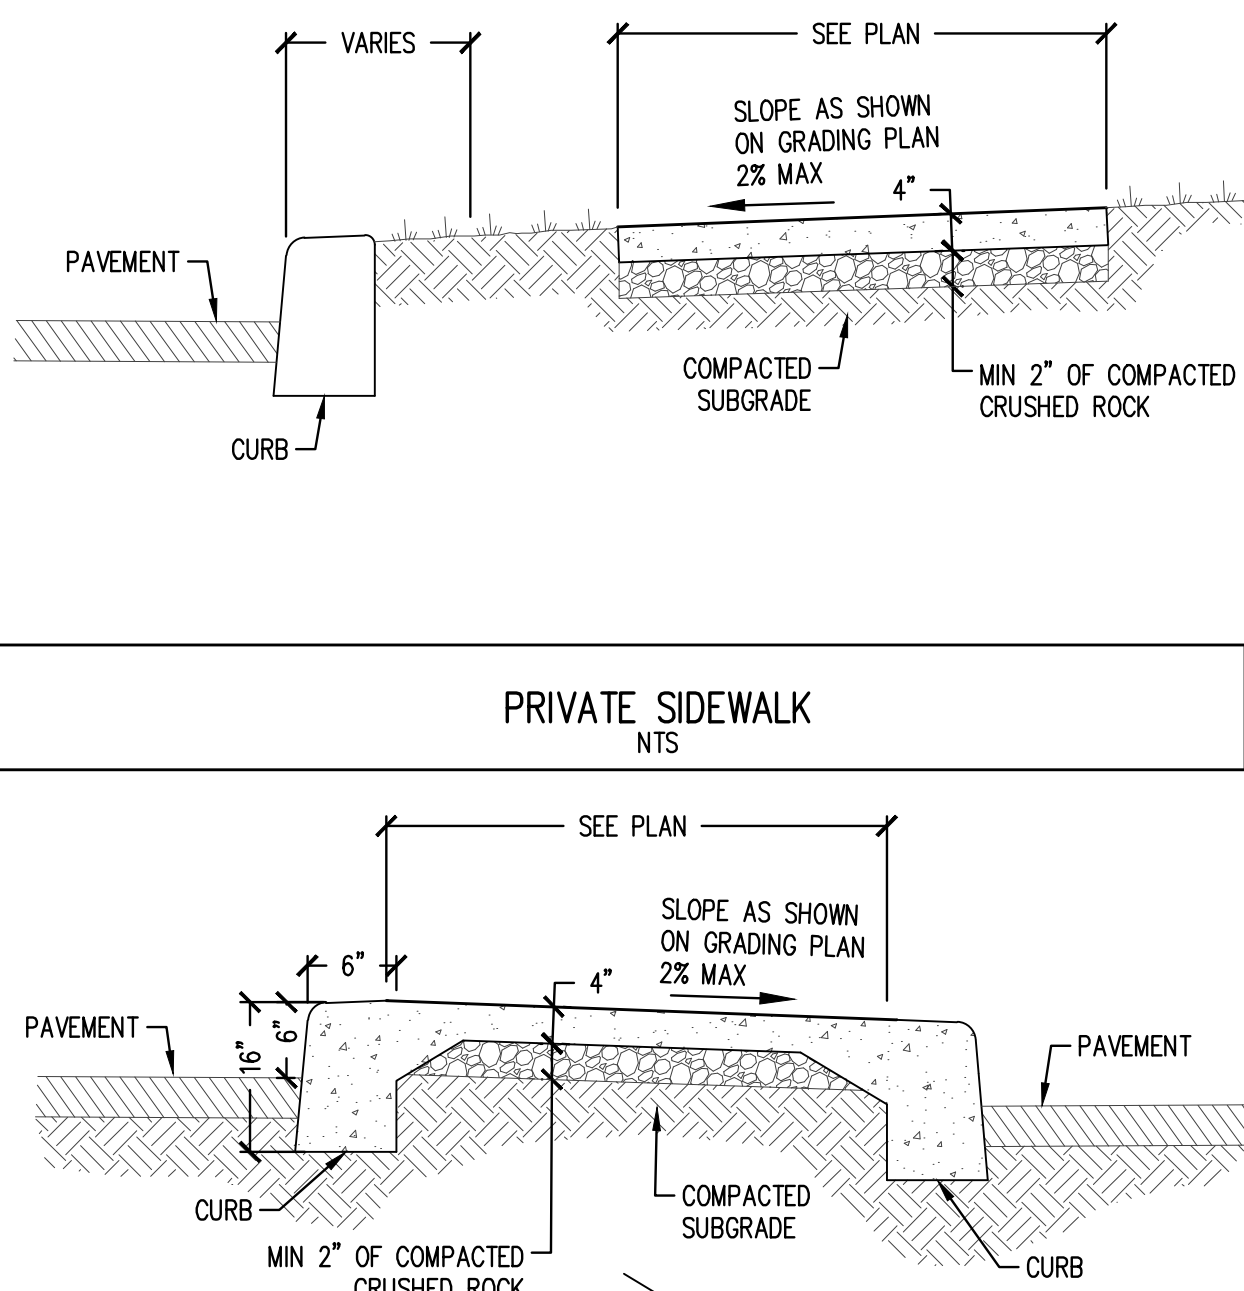 VARIES
SEE PLAN
SLOPE AS SHOWN
ON GRADING PLAN
2% MAX
4"
PAVEMENT
COMPACTED
SUBGRADE
MIN 2" OF COMPACTED
CRUSHED ROCK
CURB
PRIVATE SIDEWALK
NTS
SEE PLAN
SLOPE AS SHOWN
ON GRADING PLAN
2% MAX
6"
4"
PAVEMENT
16"
6"
PAVEMENT
CURB
COMPACTED
SUBGRADE
MIN 2" OF COMPACTED
CRUSHED ROCK
CURB